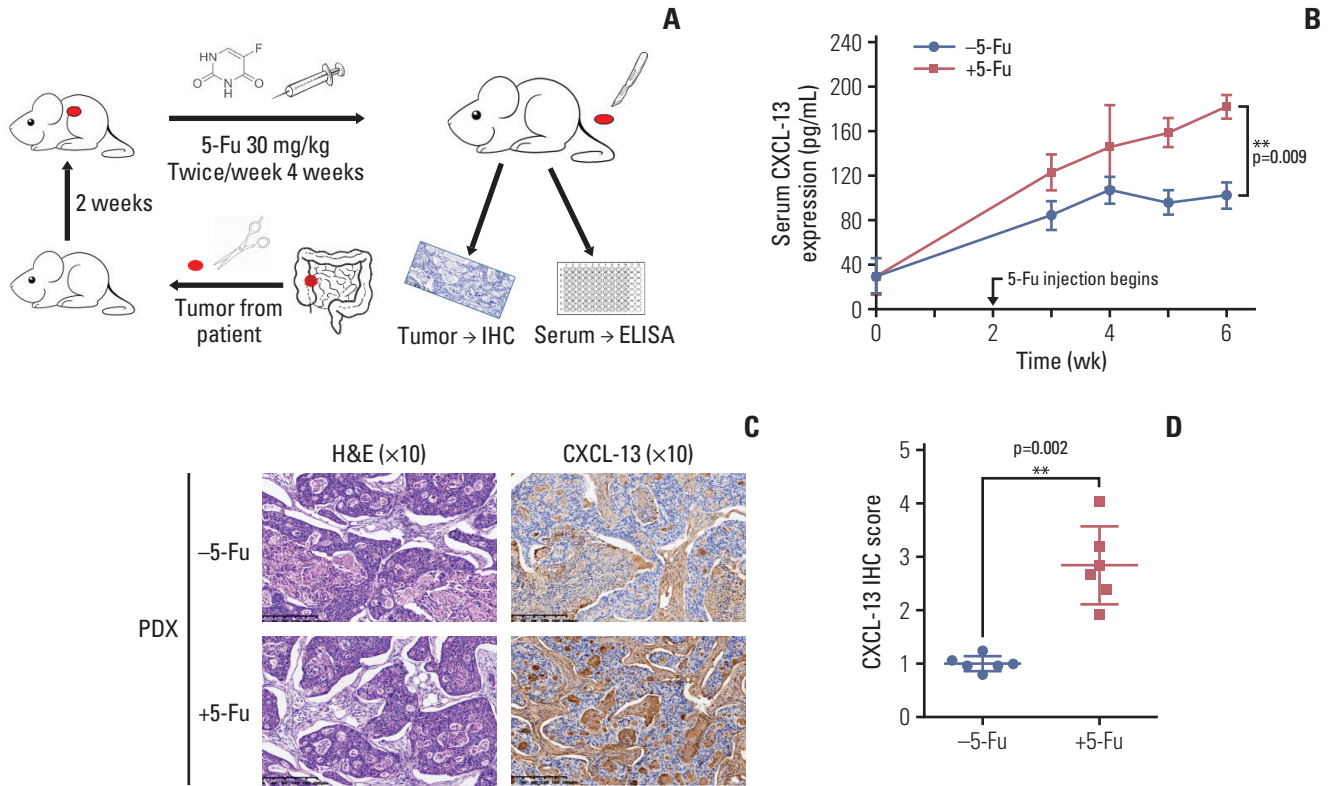 A
HN
F
O
N
H
O
5-Fu 30 mg/kg
Twice/week 4 weeks
2 weeks
Tumor from
patient
Tumor → IHC
Serum → ELISA
B
–5-Fu
+5-Fu
Serum CXCL-13
expression (pg/mL)
240
200
160
120
80
40
0
**
p=0.009
5-Fu injection begins
0
2
4
6
Time (wk)
C
H&E (×10)
CXCL-13 (×10)
PDX
–5-Fu
+5-Fu
D
CXCL-13 IHC score
5
4
3
2
1
0
p=0.002
**
–5-Fu
+5-Fu